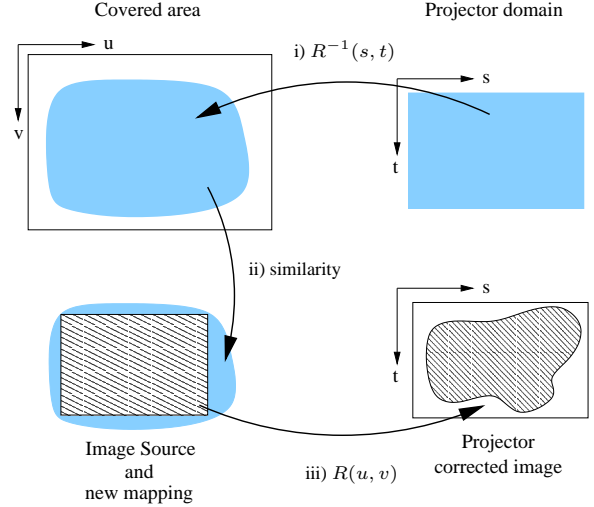 Covered area
Projector domain
u
v
i) R⁻¹(s, t)
s
t
ii) similarity
s
t
Image Source
and
new mapping
iii) R(u, v)
Projector
corrected image